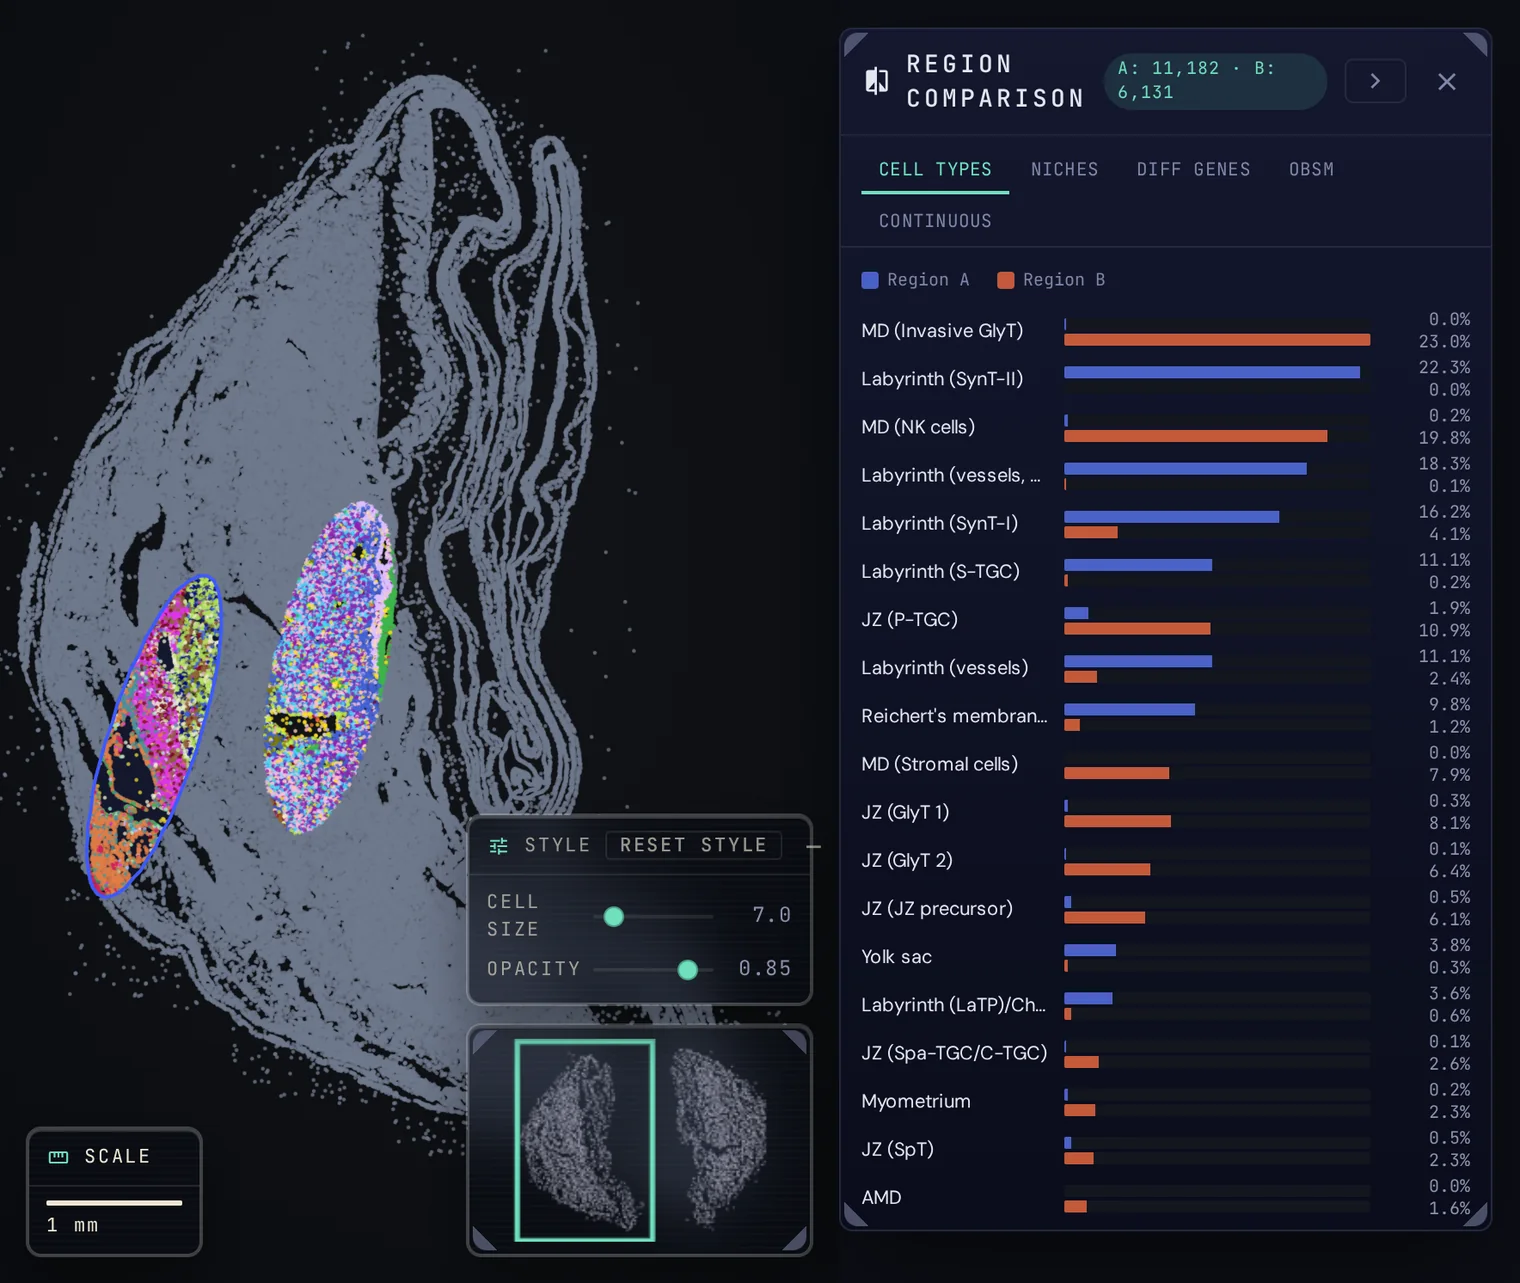 REGION
COMPARISON
A: 11,182 · B:
6,131
CELL TYPES NICHES DIFF GENES OBSM
CONTINUOUS
Region A Region B
MD (Invasive GlyT) 0.0%
23.0%
Labyrinth (SynT-II) 22.3%
0.0%
MD (NK cells) 0.2%
19.8%
Labyrinth (vessels, … 18.3%
0.1%
Labyrinth (SynT-I) 16.2%
4.1%
Labyrinth (S-TGC) 11.1%
0.2%
JZ (P-TGC) 1.9%
10.9%
Labyrinth (vessels) 11.1%
2.4%
Reichert's membran… 9.8%
1.2%
MD (Stromal cells) 0.0%
7.9%
JZ (GlyT 1) 0.3%
8.1%
JZ (GlyT 2) 0.1%
6.4%
JZ (JZ precursor) 0.5%
6.1%
Yolk sac 3.8%
0.3%
Labyrinth (LaTP)/Ch… 3.6%
0.6%
JZ (Spa-TGC/C-TGC) 0.1%
2.6%
Myometrium 0.2%
2.3%
JZ (SpT) 0.5%
2.3%
AMD 0.0%
1.6%
STYLE RESET STYLE
CELL
SIZE 7.0
OPACITY 0.85
SCALE
1 mm